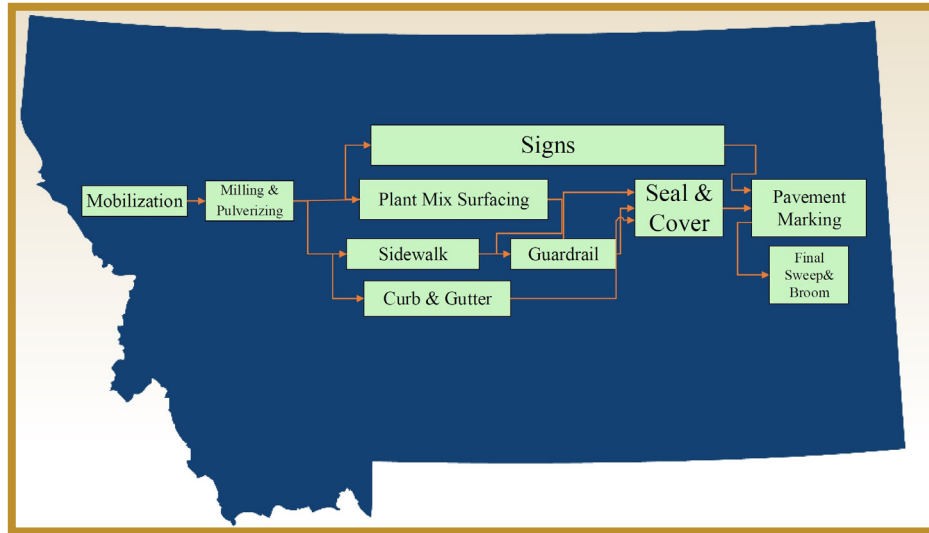 Signs
Mobilization
Milling &
Pulverizing
Plant Mix Surfacing
Seal &
Cover
Pavement
Marking
Sidewalk
Guardrail
Curb & Gutter
Final
Sweep&
Broom